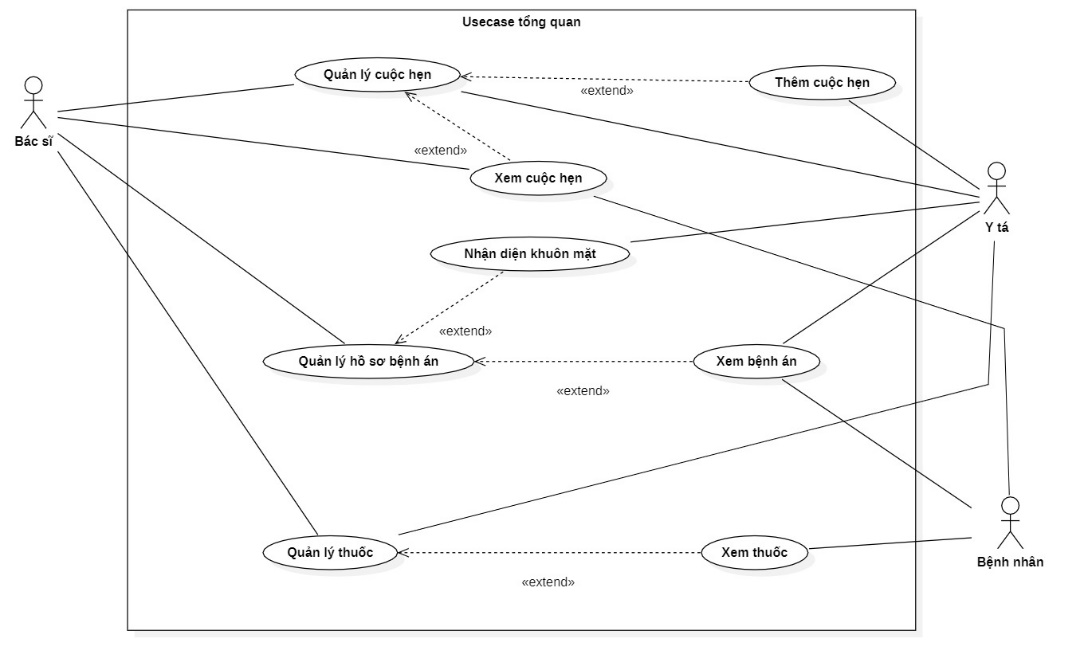 Usecase tổng quan
Quản lý cuộc hẹn
Thêm cuộc hẹn
«extend»
Bác sĩ
«extend»
Xem cuộc hẹn
Y tá
Nhận diện khuôn mặt
«extend»
Quản lý hồ sơ bệnh án
Xem bệnh án
«extend»
Quản lý thuốc
Xem thuốc
Bệnh nhân
«extend»